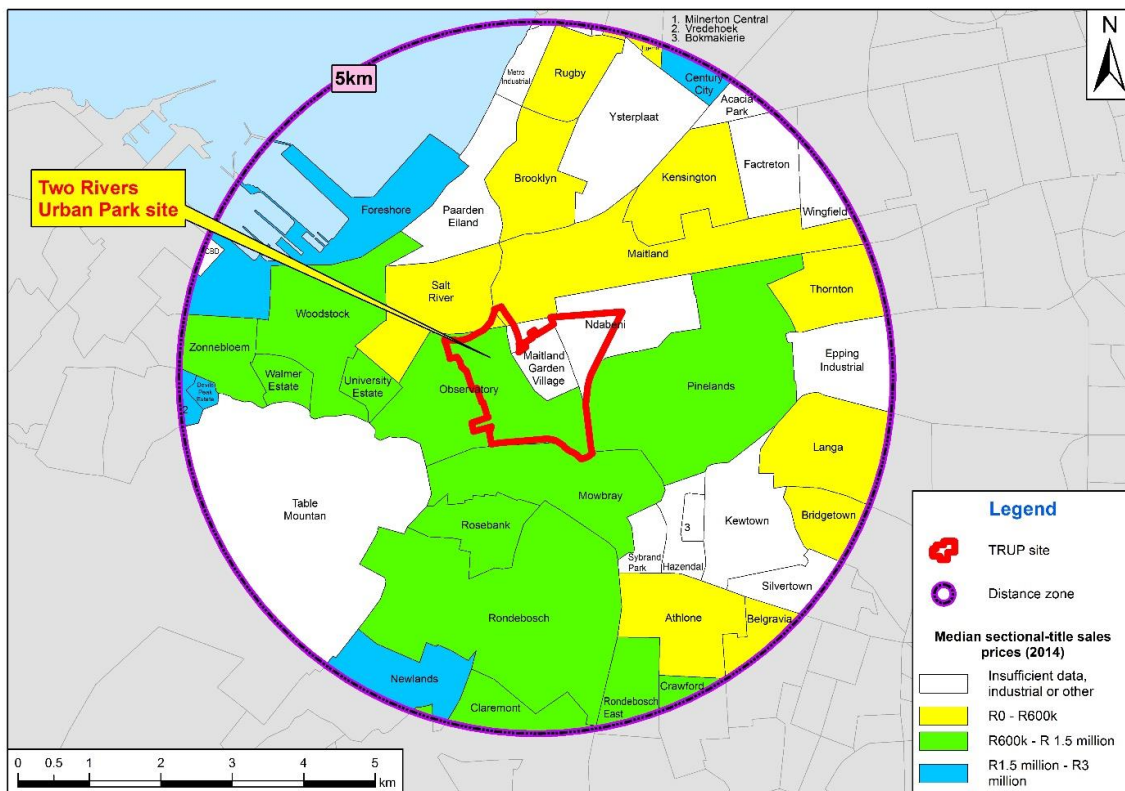 1. Milnerton Central
2. Vredehoek
3. Bokmakierie
N
5km
Metro
Industrial
Rugby
Century
City
Acacia
Park
Ysterplaat
Factreton
Kensington
Brooklyn
Two Rivers
Urban Park site
Foreshore
Paarden
Eiland
Wingfield
Maitland
CBD
Salt
River
Thornton
Woodstock
Ndabeni
Zonnebloem
Maitland
Garden
Village
Epping
Industrial
Walmer
Estate
University
Estate
Observatory
Pinelands
Devils
Peak
Estate
2
Langa
Table
Mountan
Mowbray
Bridgetown
Rosebank
3
Kewtown
Sybrand
Park
Hazendal
Silvertown
Rondebosch
Athlone
Belgravia
Newlands
Crawford
Claremont
Rondebosch
East
Legend
TRUP site
Distance zone
Median sectional-title sales
prices (2014)
Insufficient data,
industrial or other
R0 - R600k
R600k - R 1.5 million
R1.5 million - R3
million
0 0.5 1 2 3 4 5
km